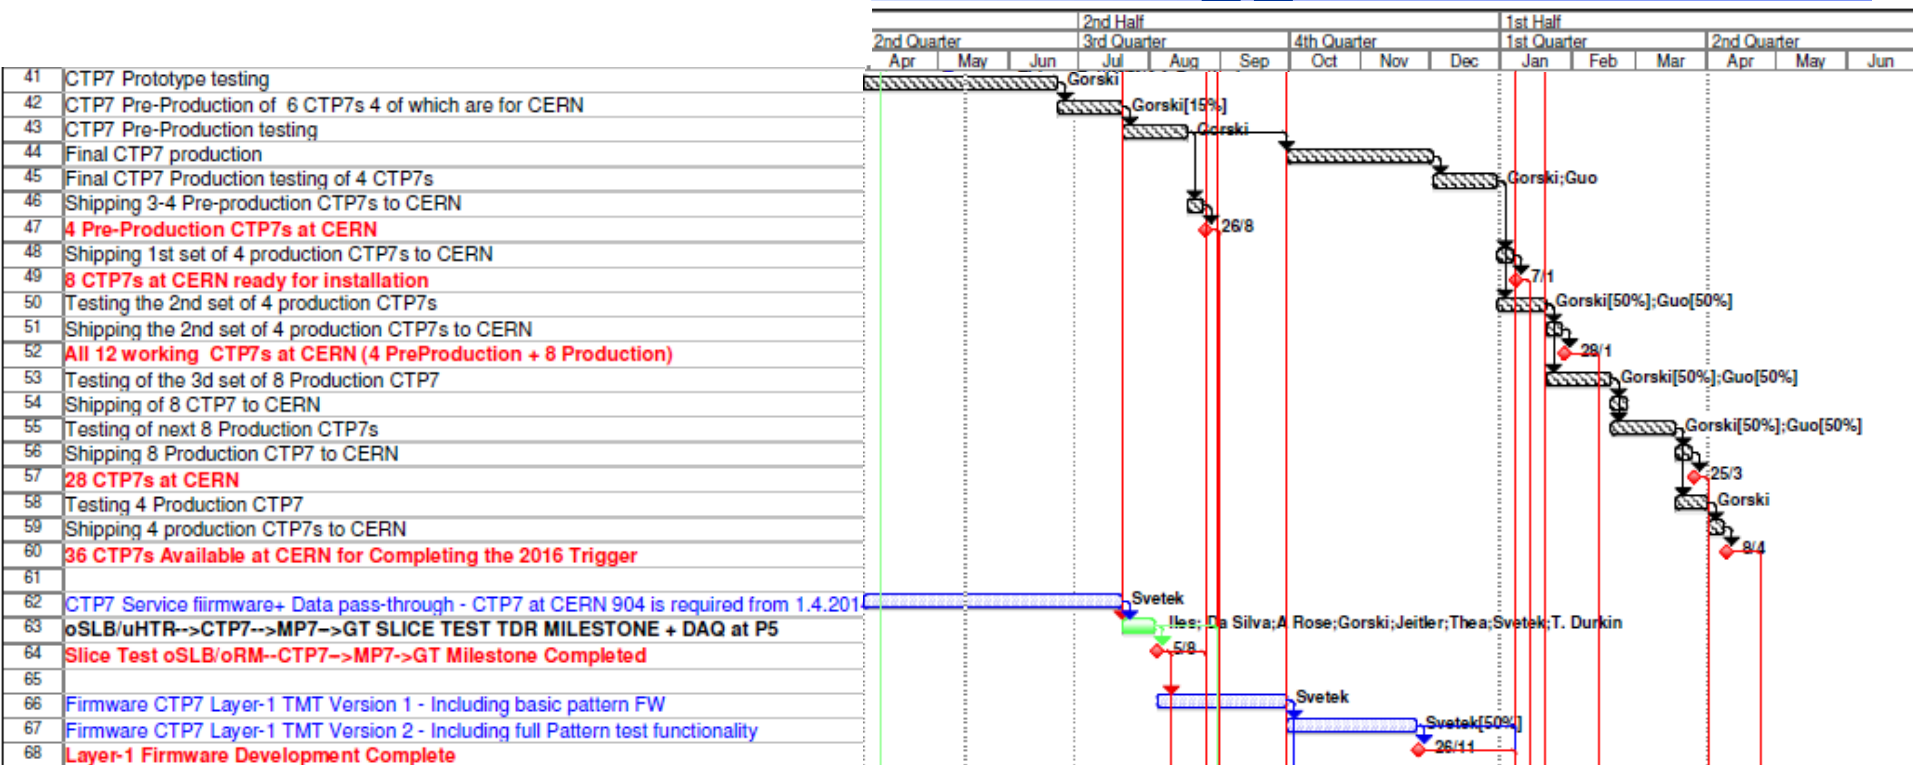 2nd Half 1st Half
2nd Quarter 3rd Quarter 4th Quarter 1st Quarter 2nd Quarter
Apr May Jun Jul Aug Sep Oct Nov Dec Jan Feb Mar Apr May Jun
41 CTP7 Prototype testing Gorski
42 CTP7 Pre-Production of 6 CTP7s 4 of which are for CERN Gorski[15%]
43 CTP7 Pre-Production testing Gorski
44 Final CTP7 production
45 Final CTP7 Production testing of 4 CTP7s Gorski;Guo
46 Shipping 3-4 Pre-production CTP7s to CERN
47 4 Pre-Production CTP7s at CERN 26/8
48 Shipping 1st set of 4 production CTP7s to CERN
49 8 CTP7s at CERN ready for installation 7/1
50 Testing the 2nd set of 4 production CTP7s Gorski[50%];Guo[50%]
51 Shipping the 2nd set of 4 production CTP7s to CERN
52 All 12 working CTP7s at CERN (4 PreProduction + 8 Production) 28/1
53 Testing of the 3d set of 8 Production CTP7 Gorski[50%];Guo[50%]
54 Shipping of 8 CTP7 to CERN
55 Testing of next 8 Production CTP7s Gorski[50%];Guo[50%]
56 Shipping 8 Production CTP7 to CERN
57 28 CTP7s at CERN 25/3
58 Testing 4 Production CTP7 Gorski
59 Shipping 4 production CTP7s to CERN
60 36 CTP7s Available at CERN for Completing the 2016 Trigger 8/4
61
62 CTP7 Service fiirmware+ Data pass-through - CTP7 at CERN 904 is required from 1.4.201 Svetek
63 oSLB/uHTR-->CTP7-->MP7-->GT SLICE TEST TDR MILESTONE + DAQ at P5 Iles; Da Silva;A Rose;Gorski;Jeitler;Thea;Svetek;T. Durkin
64 Slice Test oSLB/oRM--CTP7-->MP7->GT Milestone Completed 5/8
65
66 Firmware CTP7 Layer-1 TMT Version 1 - Including basic pattern FW Svetek
67 Firmware CTP7 Layer-1 TMT Version 2 - Including full Pattern test functionality Svetek[50%]
68 Layer-1 Firmware Development Complete 26/11